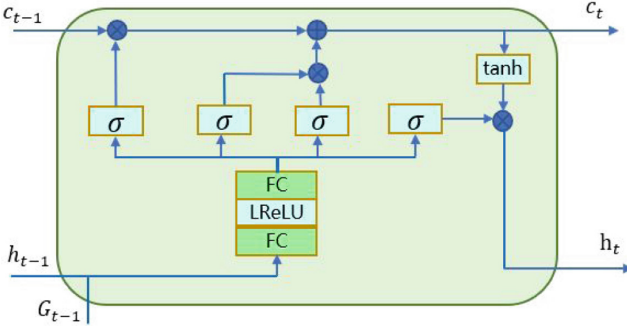 c_{t-1} c_t
tanh
σ σ σ σ
FC
LReLU
FC
h_{t-1} h_t
G_{t-1}